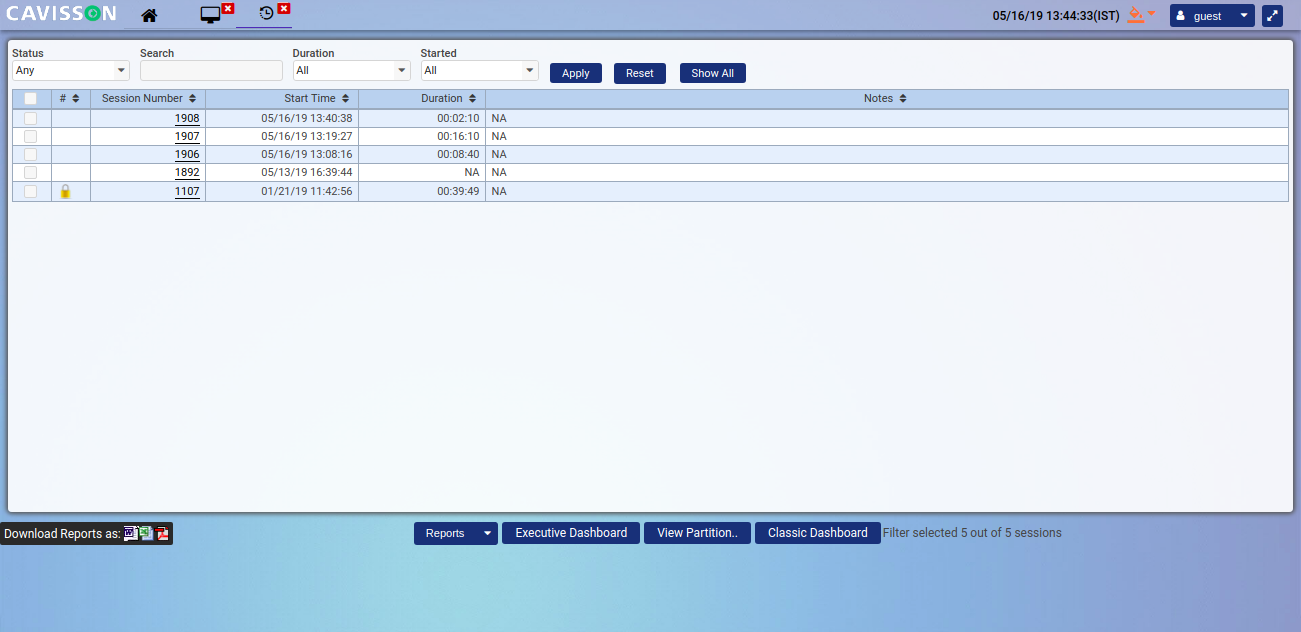 CAVISSON 05/16/19 13:44:33(IST) guest
Status Search Duration Started
Any All All Apply Reset Show All
# Session Number Start Time Duration Notes
1908 05/16/19 13:40:38 00:02:10 NA
1907 05/16/19 13:19:27 00:16:10 NA
1906 05/16/19 13:08:16 00:08:40 NA
1892 05/13/19 16:39:44 NA NA
1107 01/21/19 11:42:56 00:39:49 NA
Download Reports as: Reports Executive Dashboard View Partition.. Classic Dashboard Filter selected 5 out of 5 sessions